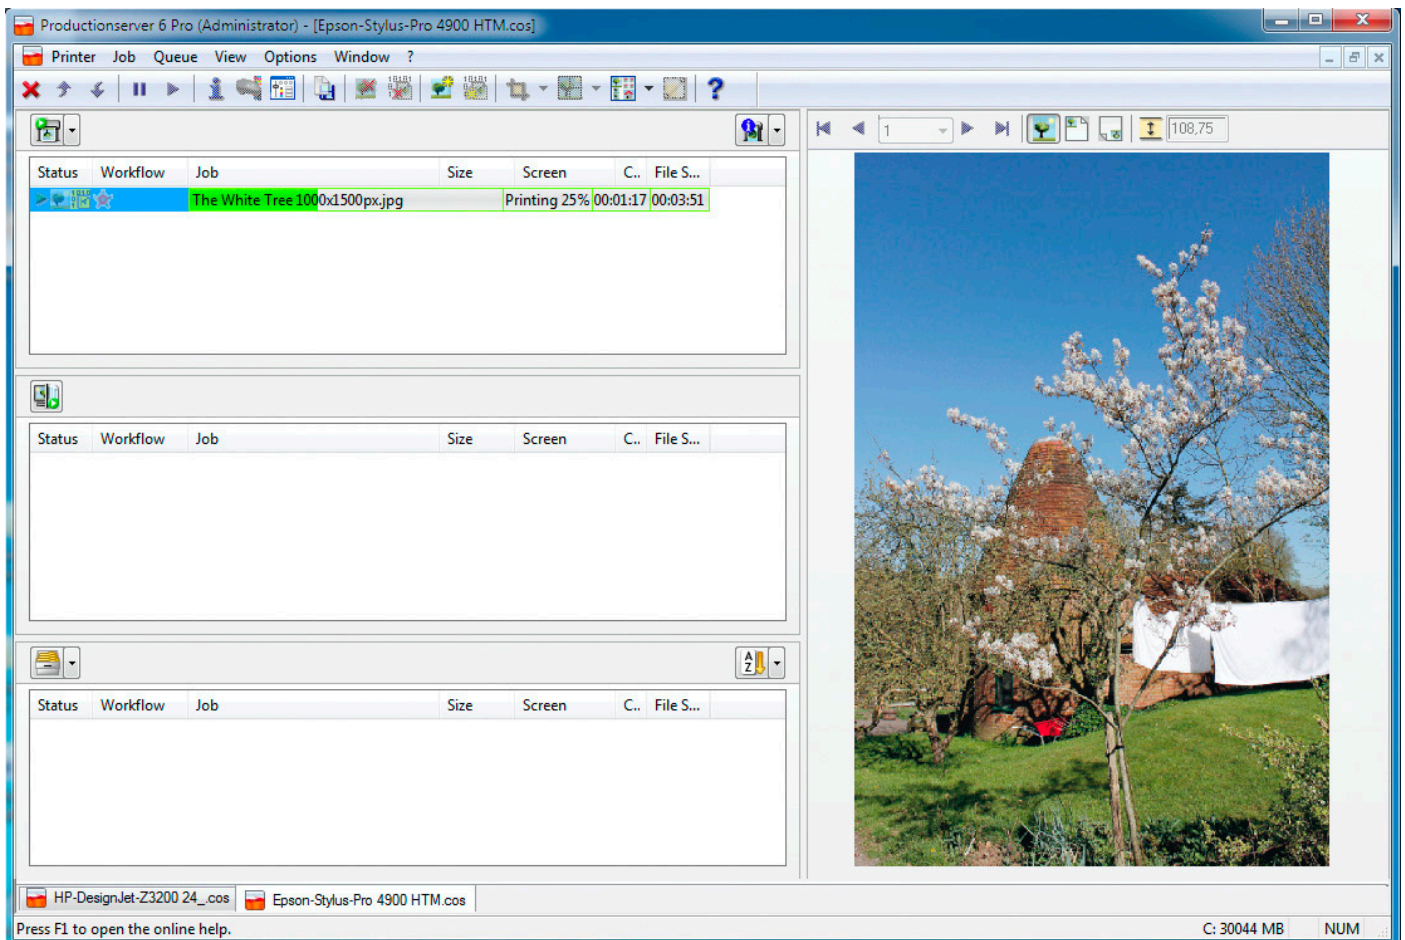 Productionserver 6 Pro (Administrator) - [Epson-Stylus-Pro 4900 HTM.cos]
Printer Job Queue View Options Window ?
1 108,75
Status Workflow Job Size Screen C.. File S...
The White Tree 1000x1500px.jpg Printing 25% 00:01:17 00:03:51
Status Workflow Job Size Screen C.. File S...
A
Z
Status Workflow Job Size Screen C.. File S...
HP-DesignJet-Z3200 24_.cos Epson-Stylus-Pro 4900 HTM.cos
Press F1 to open the online help. C: 30044 MB NUM